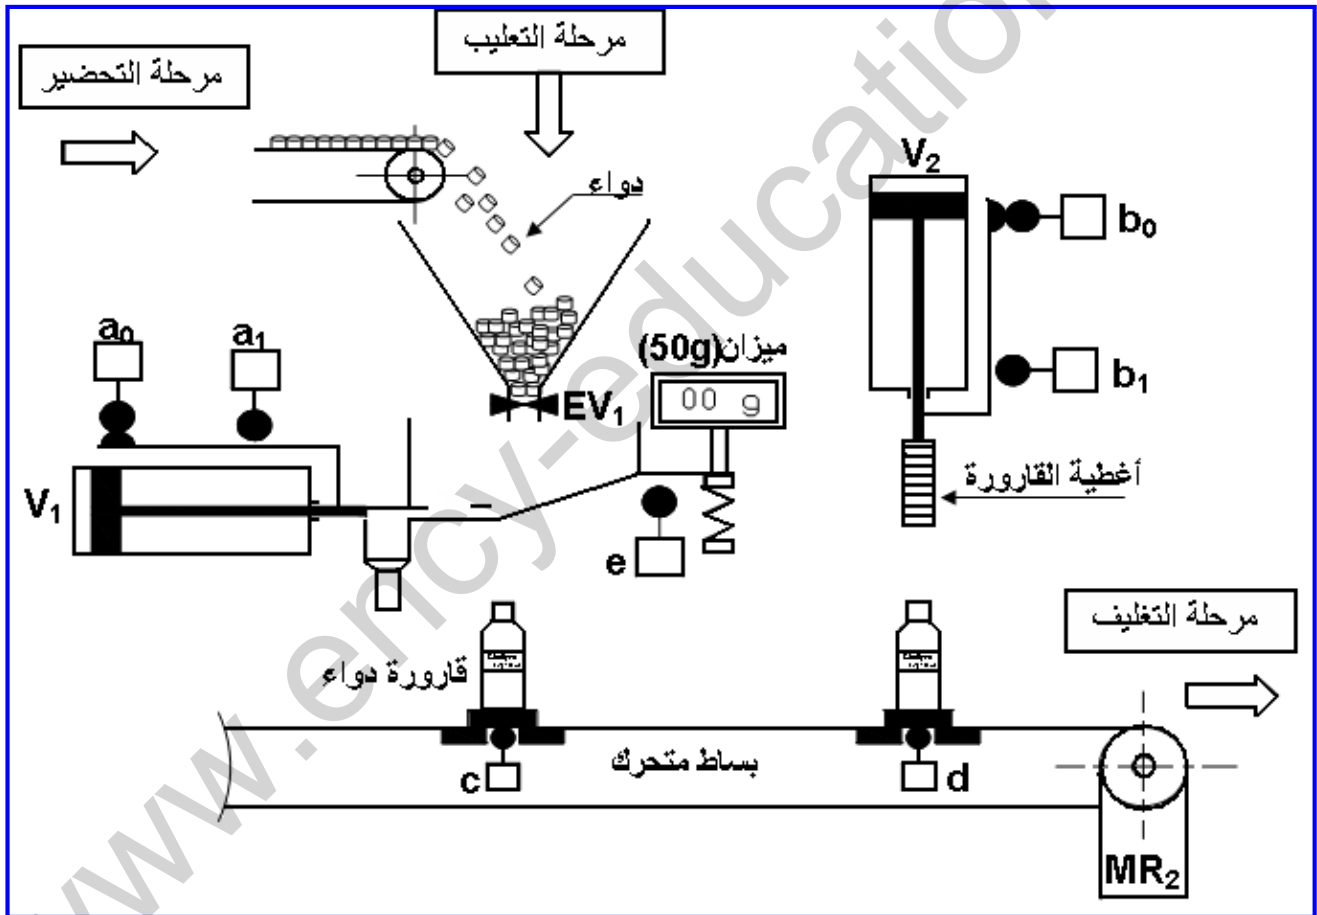 مرحلة التعليب
مرحلة التحضير
دواء
V2
b0
a0
a1
ميزان(50g)
00 g
b1
EV1
V1
أغطية القارورة
e
مرحلة التغليف
قارورة دواء
بساط متحرك
c
d
MR2
www.ency-education